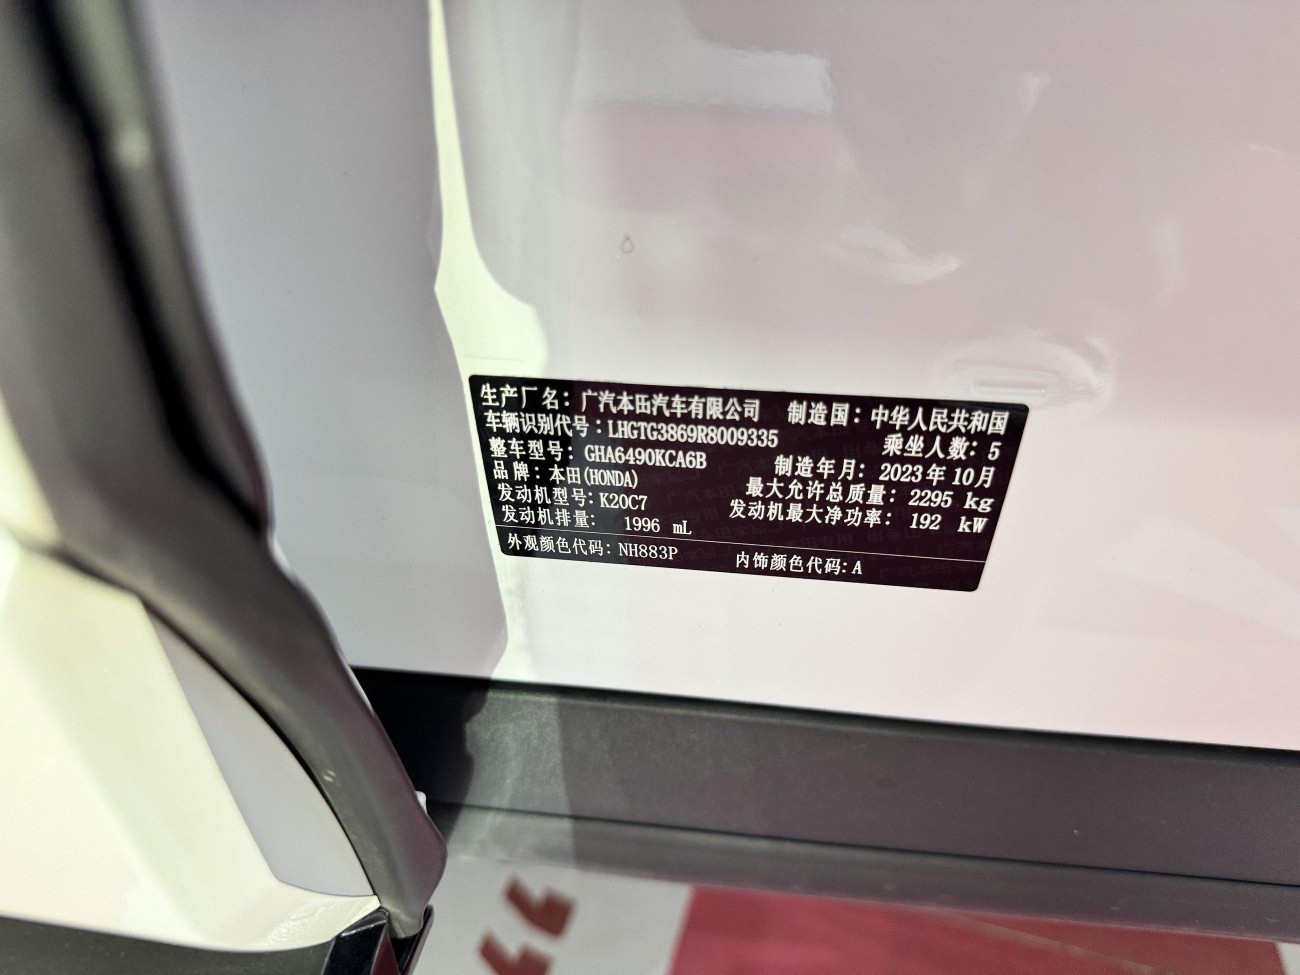 生产厂名：广汽本田汽车有限公司 制造国：中华人民共和国
车辆识别代号：LHGTG3869R8009335 乘坐人数：5
整车型号：GHA6490KCA6B 制造年月：2023年10月
品牌：本田(HONDA) 最大允许总质量：2295 kg
发动机型号：K20C7 发动机最大净功率：192 kW
发动机排量： 1996 mL
外观颜色代码：NH883P 内饰颜色代码：A